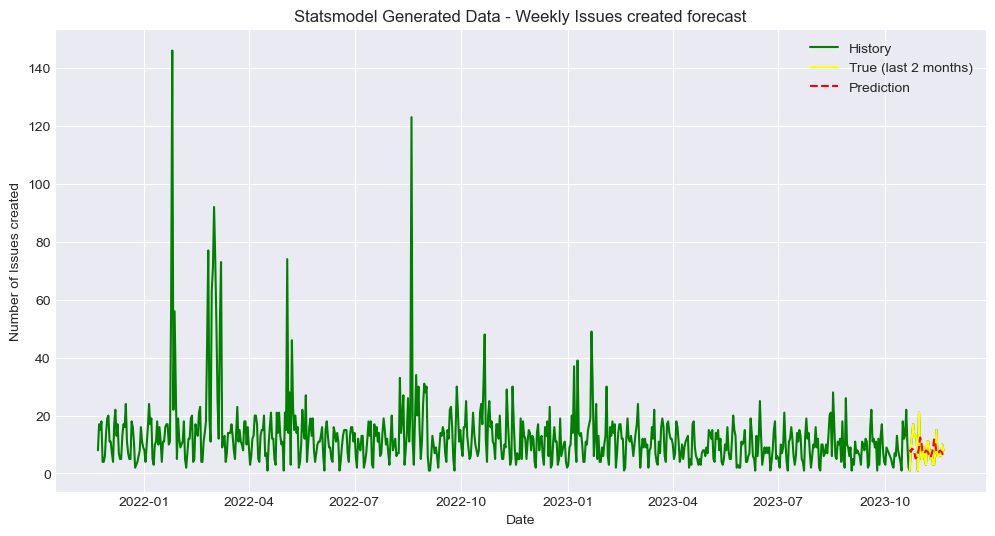 Statsmodel Generated Data - Weekly Issues created forecast
History
True (last 2 months)
Prediction
Number of Issues created
140
120
100
80
60
40
20
0
2022-01 2022-04 2022-07 2022-10 2023-01 2023-04 2023-07 2023-10
Date